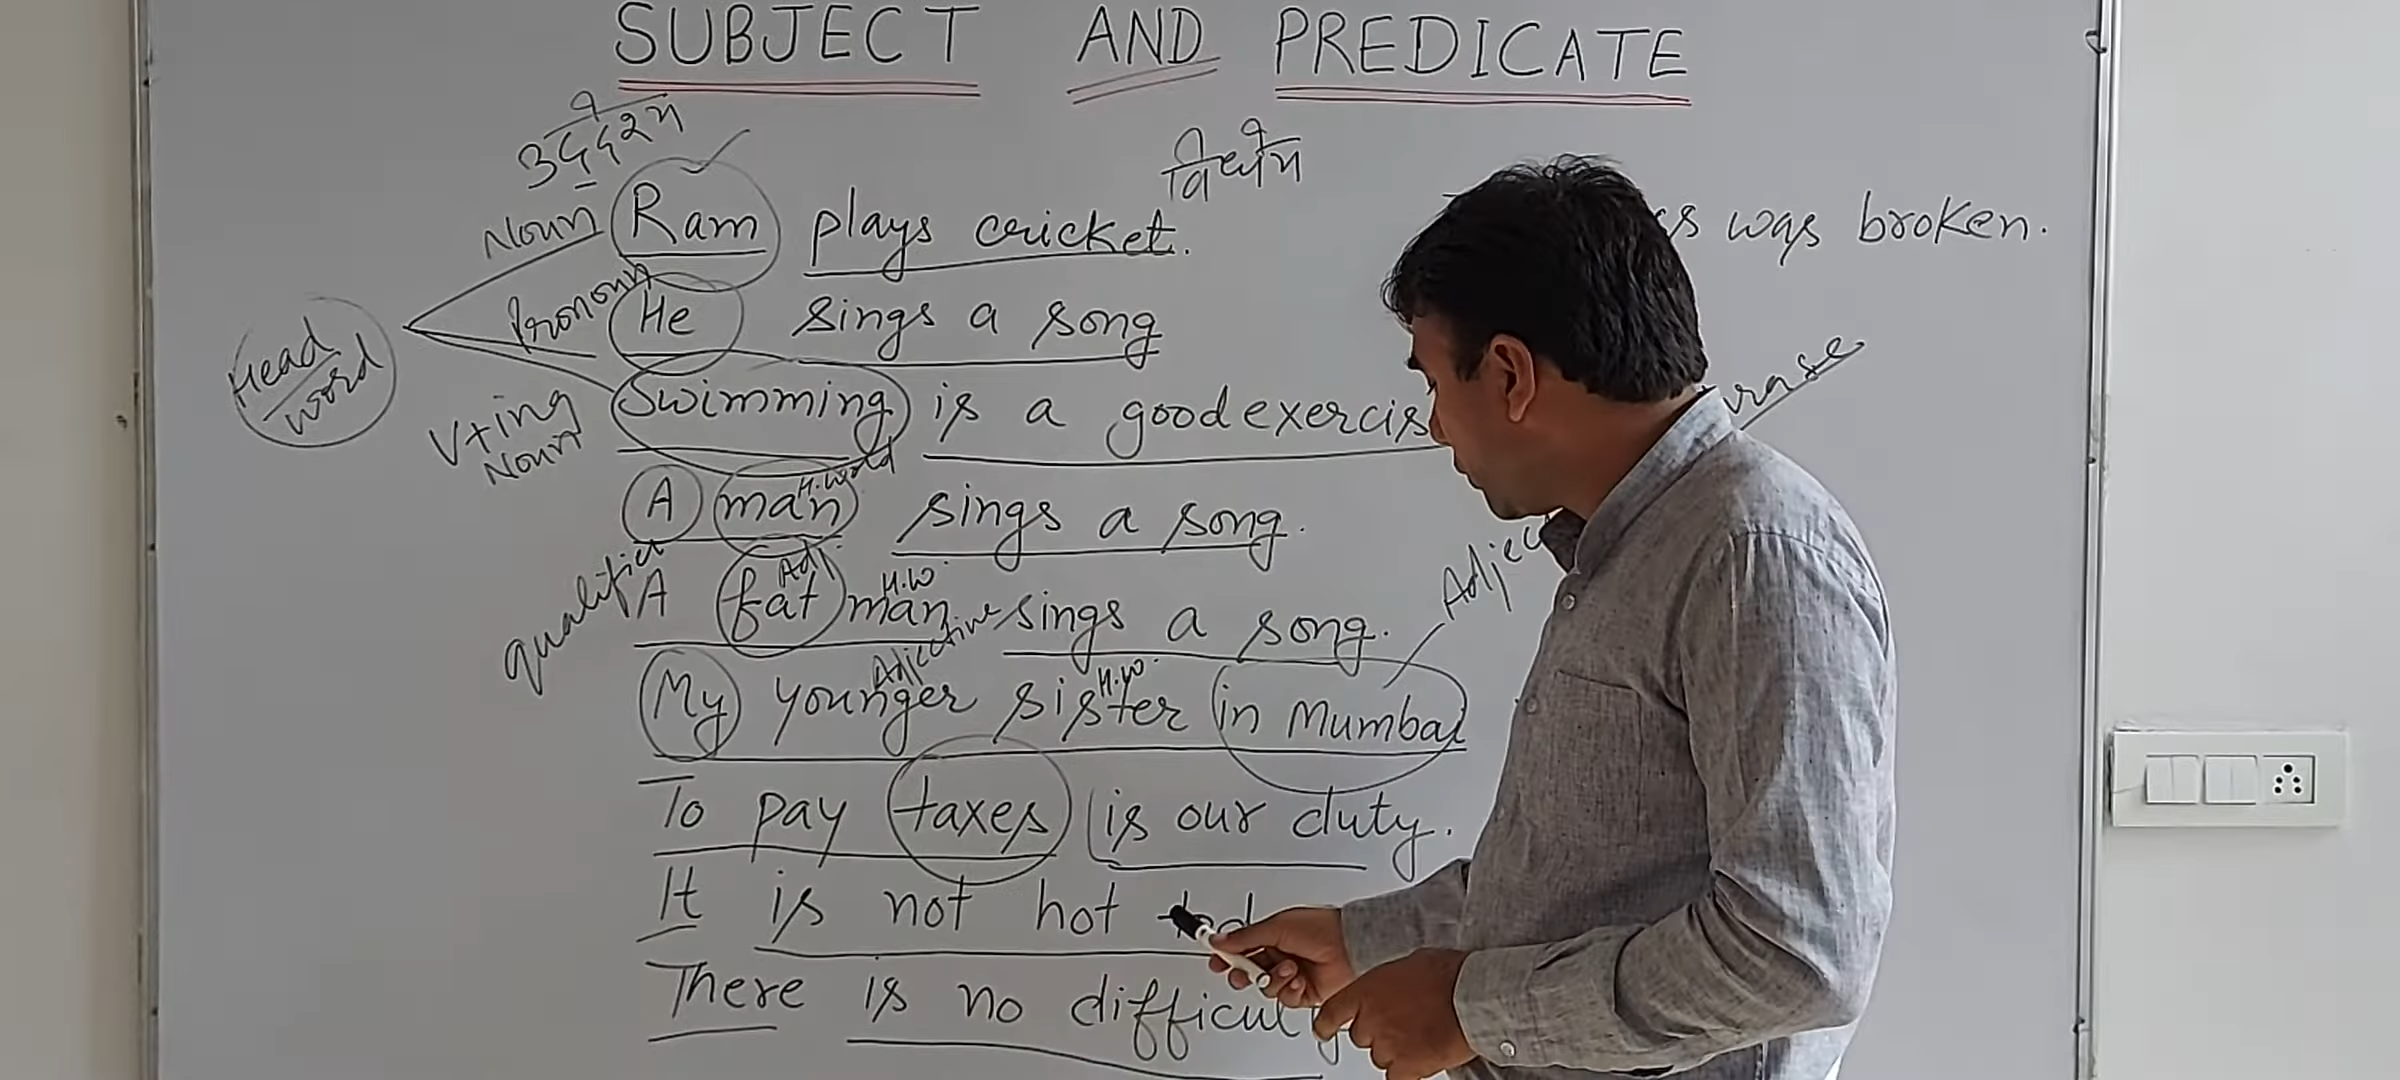 SUBJECT AND PREDICATE
उद्देश्य
विधेय
Noun Ram plays cricket.
was broken.
Pronoun He sings a song
Head word
V+ing Noun Swimming is a good exercis
H.word
A man sings a song.
Adj H.W.
qualifier A fat man sings a song.
Adjective H.W.
My younger sister in Mumbai
To pay taxes is our duty.
It is not hot
There is no difficulty